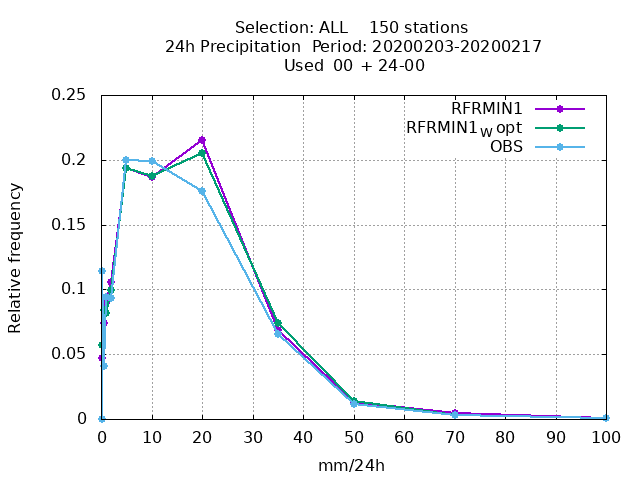 Selection: ALL 150 stations
24h Precipitation Period: 20200203-20200217
Used 00 + 24-00
RFRMIN1
RFRMIN1_W opt
OBS
Relative frequency
0.25
0.2
0.15
0.1
0.05
0
0 10 20 30 40 50 60 70 80 90 100
mm/24h